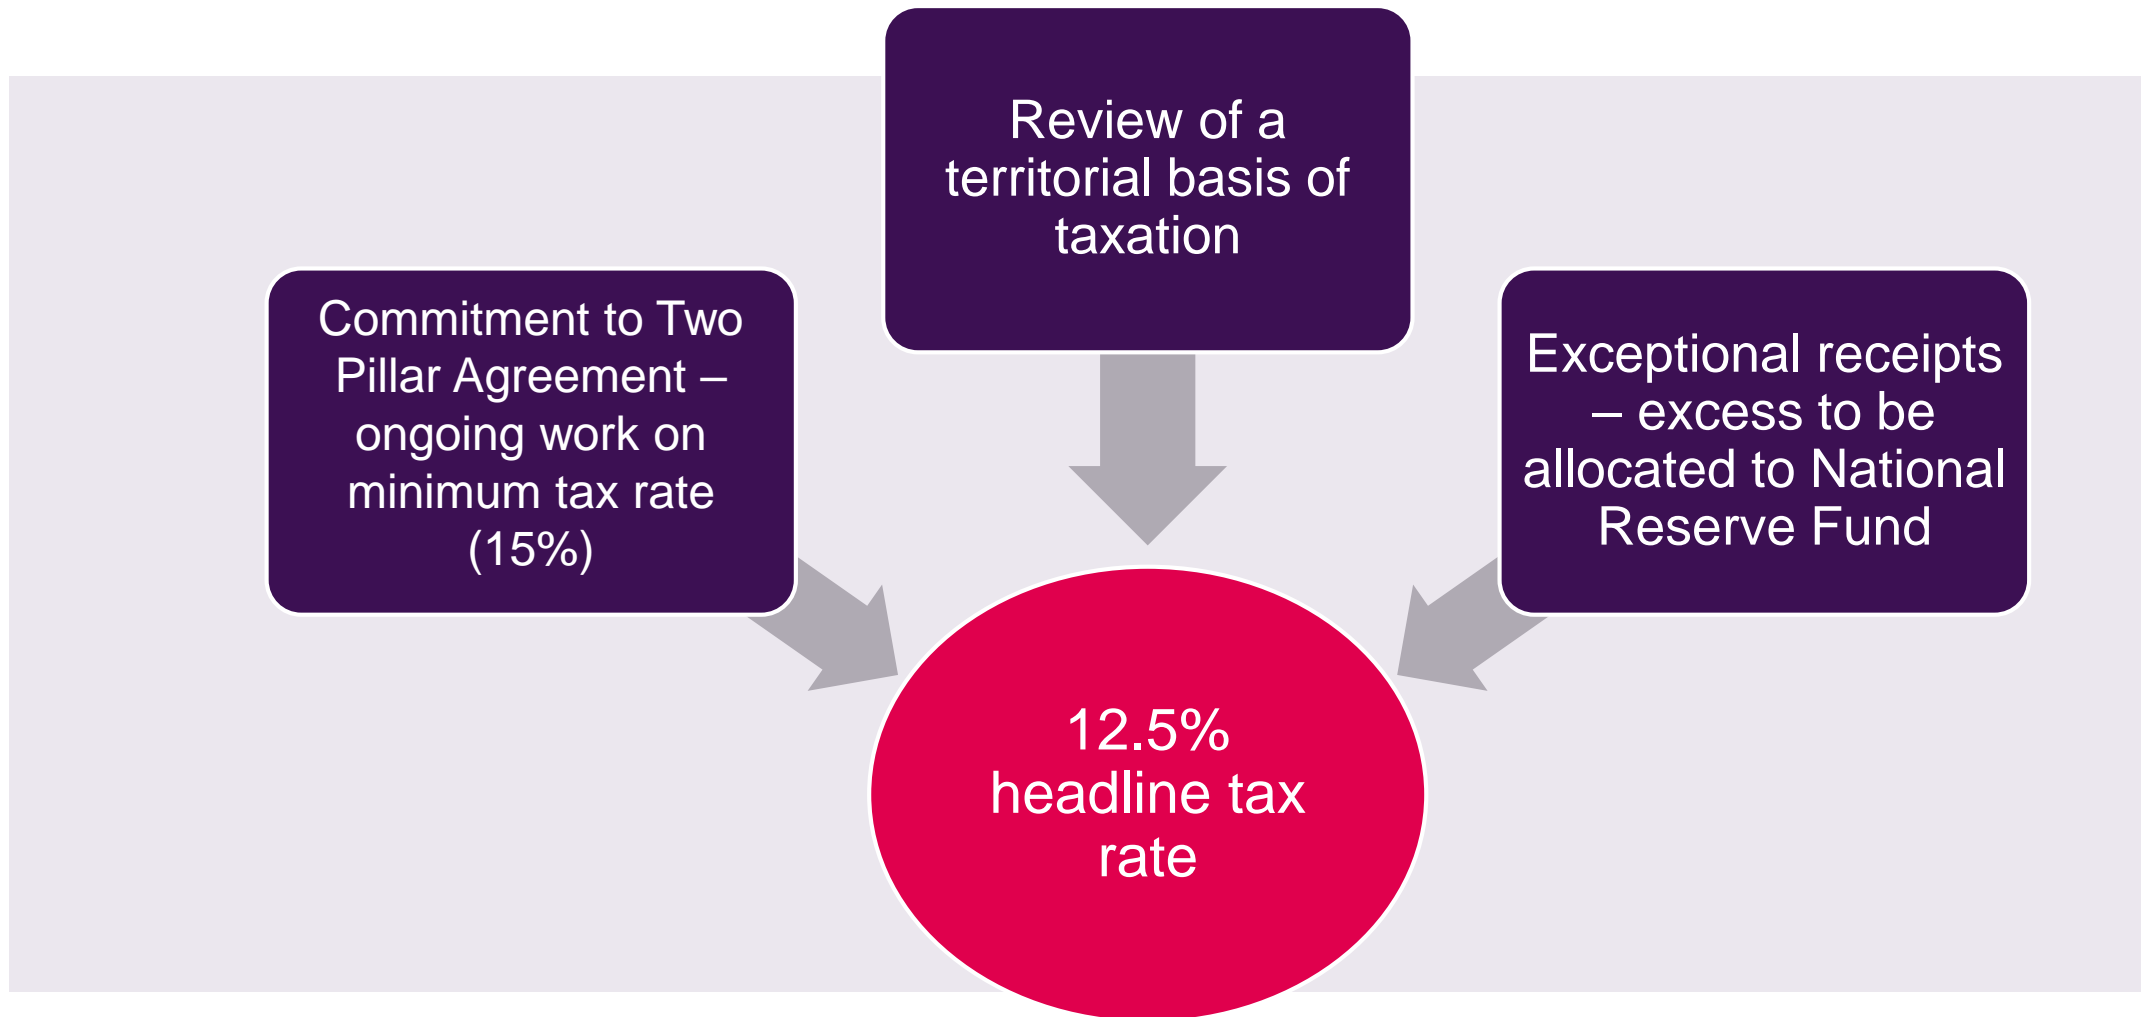 Review of a
territorial basis of
taxation
Commitment to Two
Pillar Agreement –
ongoing work on
minimum tax rate
(15%)
Exceptional receipts
– excess to be
allocated to National
Reserve Fund
12.5%
headline tax
rate